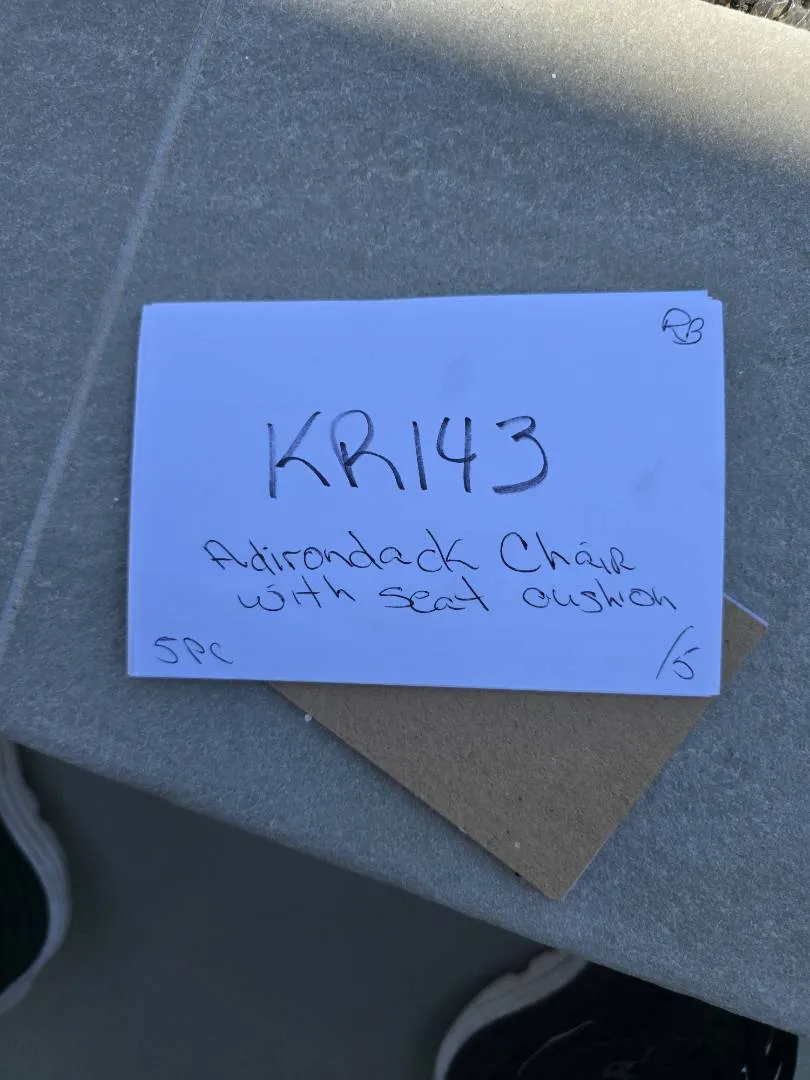 RB
KR143
Adirondack Chair
with seat cushion
5PC
/5